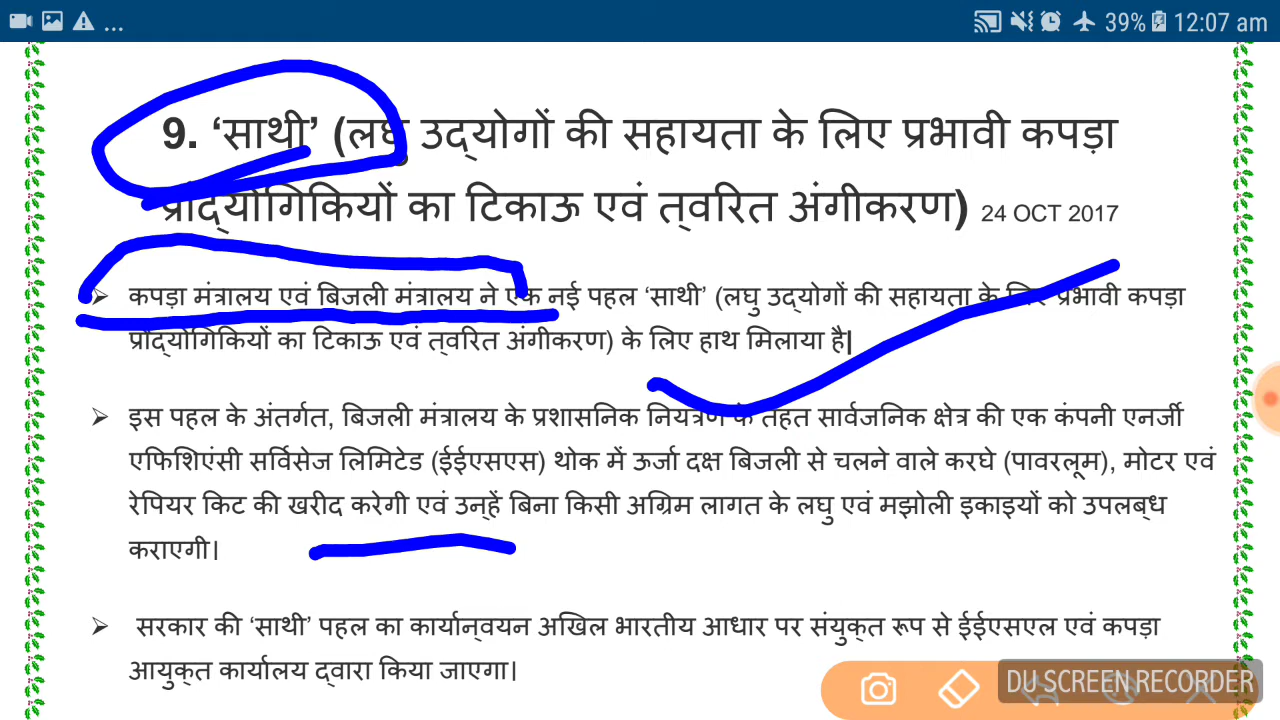 ... 39% 12:07 am
9. ‘साथी’ (लघु उद्योगों की सहायता के लिए प्रभावी कपड़ा
प्रौद्योगिकियों का टिकाऊ एवं त्वरित अंगीकरण) 24 OCT 2017
➢ कपड़ा मंत्रालय एवं बिजली मंत्रालय ने एक नई पहल ‘साथी’ (लघु उद्योगों की सहायता के लिए प्रभावी कपड़ा
प्रौद्योगिकियों का टिकाऊ एवं त्वरित अंगीकरण) के लिए हाथ मिलाया है|
➢ इस पहल के अंतर्गत, बिजली मंत्रालय के प्रशासनिक नियंत्रण के तहत सार्वजनिक क्षेत्र की एक कंपनी एनर्जी
एफिशिएंसी सर्विसेज लिमिटेड (ईईएसएस) थोक में ऊर्जा दक्ष बिजली से चलने वाले करघे (पावरलूम), मोटर एवं
रेपियर किट की खरीद करेगी एवं उन्हें बिना किसी अग्रिम लागत के लघु एवं मझोली इकाइयों को उपलब्ध
कराएगी।
➢ सरकार की ‘साथी’ पहल का कार्यान्वयन अखिल भारतीय आधार पर संयुक्त रूप से ईईएसएल एवं कपड़ा
आयुक्त कार्यालय द्वारा किया जाएगा।
DU SCREEN RECORDER